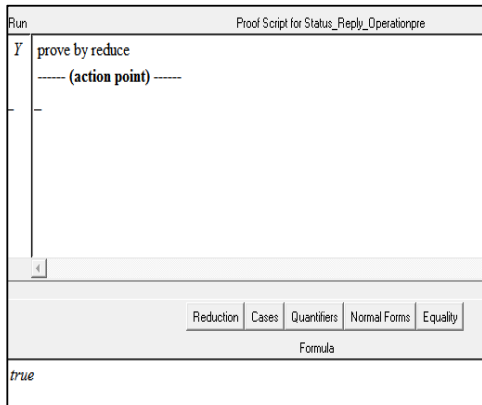 Run Proof Script for Status_Reply_Operationpre
Y prove by reduce
------ (action point) ------
Reduction Cases Quantifiers Normal Forms Equality
Formula
true